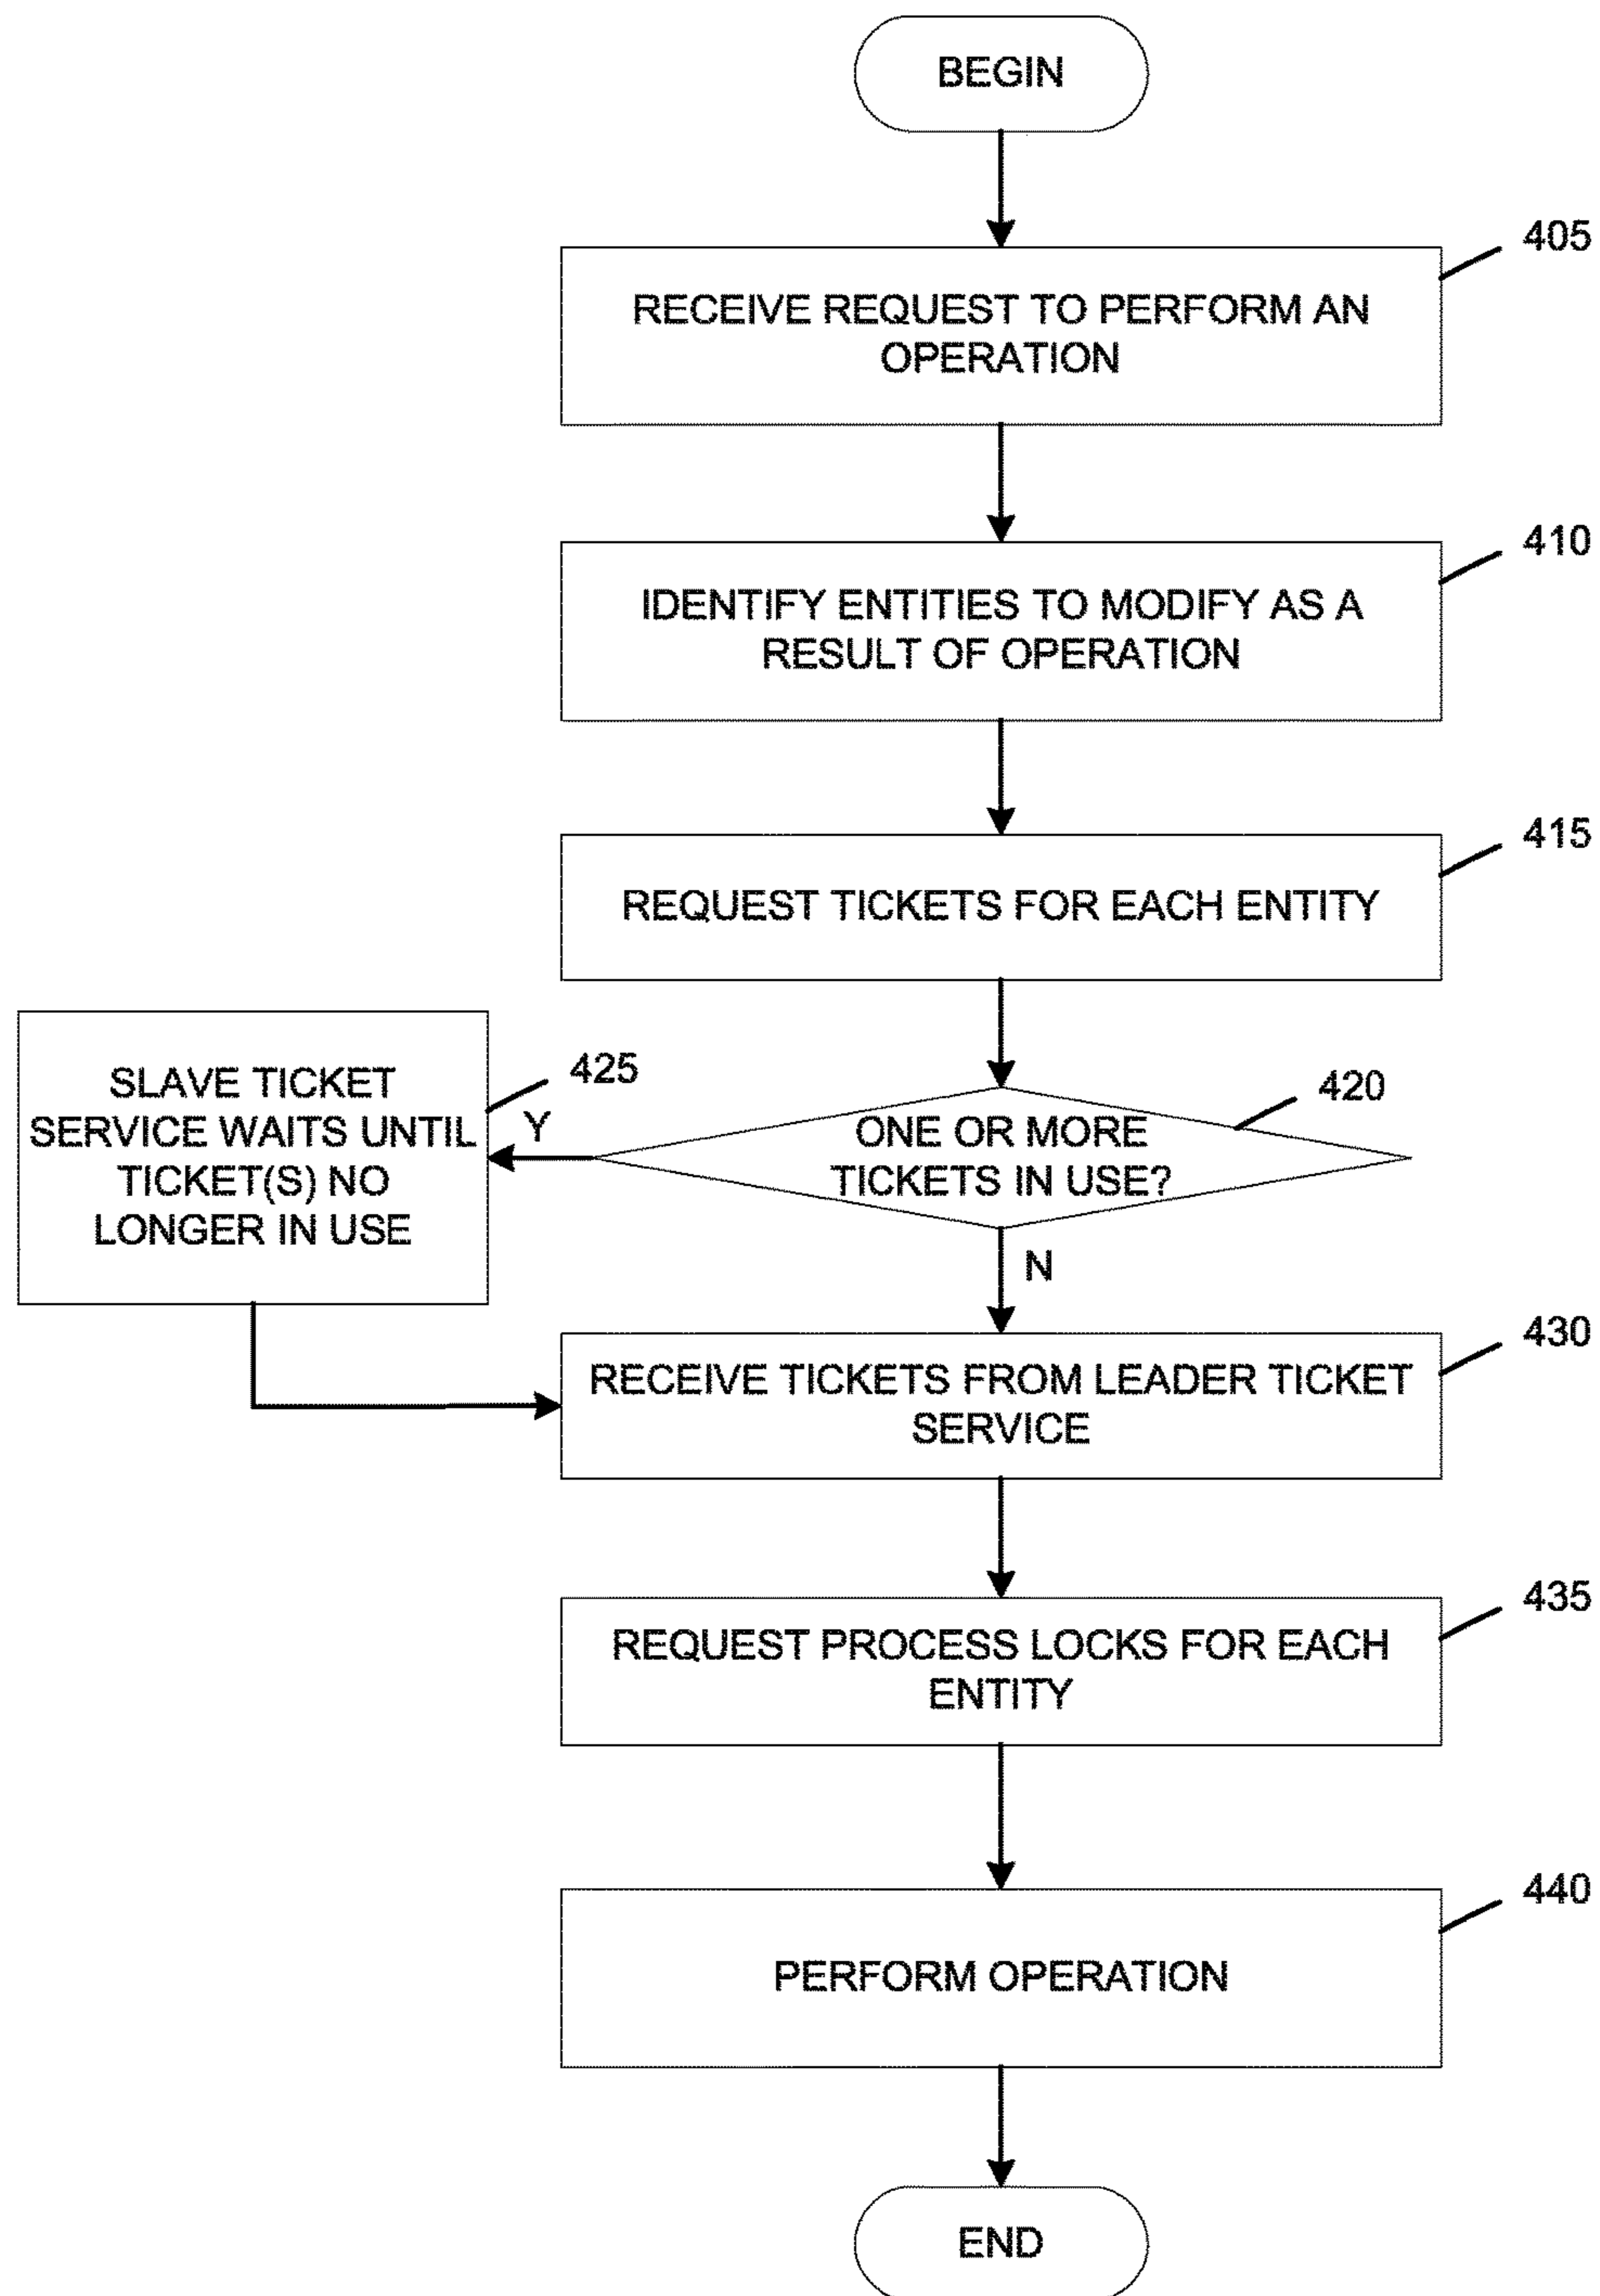 BEGIN
405
RECEIVE REQUEST TO PERFORM AN
OPERATION
410
IDENTIFY ENTITIES TO MODIFY AS A
RESULT OF OPERATION
415
REQUEST TICKETS FOR EACH ENTITY
420
ONE OR MORE
TICKETS IN USE?
Y
425
SLAVE TICKET
SERVICE WAITS UNTIL
TICKET(S) NO
LONGER IN USE
N
430
RECEIVE TICKETS FROM LEADER TICKET
SERVICE
435
REQUEST PROCESS LOCKS FOR EACH
ENTITY
440
PERFORM OPERATION
END